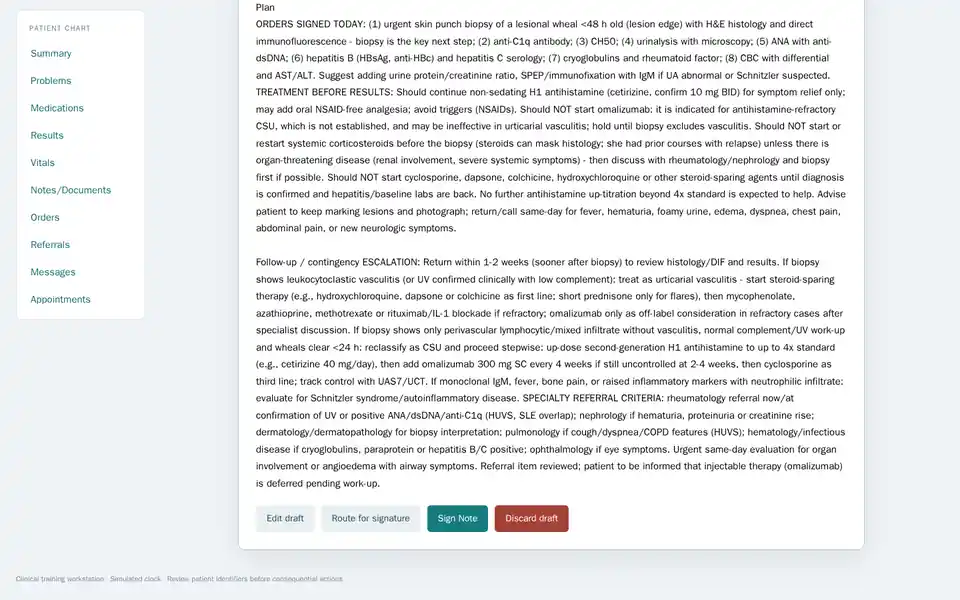 PATIENT CHART
Summary
Problems
Medications
Results
Vitals
Notes/Documents
Orders
Referrals
Messages
Appointments
Plan
ORDERS SIGNED TODAY: (1) urgent skin punch biopsy of a lesional wheal <48 h old (lesion edge) with H&E histology and direct
immunofluorescence - biopsy is the key next step; (2) anti-C1q antibody; (3) CH50; (4) urinalysis with microscopy; (5) ANA with anti-
dsDNA; (6) hepatitis B (HBsAg, anti-HBc) and hepatitis C serology; (7) cryoglobulins and rheumatoid factor; (8) CBC with differential
and AST/ALT. Suggest adding urine protein/creatinine ratio, SPEP/immunofixation with IgM if UA abnormal or Schnitzler suspected.
TREATMENT BEFORE RESULTS: Should continue non-sedating H1 antihistamine (cetirizine, confirm 10 mg BID) for symptom relief only;
may add oral NSAID-free analgesia; avoid triggers (NSAIDs). Should NOT start omalizumab: it is indicated for antihistamine-refractory
CSU, which is not established, and may be ineffective in urticarial vasculitis; hold until biopsy excludes vasculitis. Should NOT start or
restart systemic corticosteroids before the biopsy (steroids can mask histology; she had prior courses with relapse) unless there is
organ-threatening disease (renal involvement, severe systemic symptoms) - then discuss with rheumatology/nephrology and biopsy
first if possible. Should NOT start cyclosporine, dapsone, colchicine, hydroxychloroquine or other steroid-sparing agents until diagnosis
is confirmed and hepatitis/baseline labs are back. No further antihistamine up-titration beyond 4x standard is expected to help. Advise
patient to keep marking lesions and photograph; return/call same-day for fever, hematuria, foamy urine, edema, dyspnea, chest pain,
abdominal pain, or new neurologic symptoms.
Follow-up / contingency ESCALATION: Return within 1-2 weeks (sooner after biopsy) to review histology/DIF and results. If biopsy
shows leukocytoclastic vasculitis (or UV confirmed clinically with low complement): treat as urticarial vasculitis - start steroid-sparing
therapy (e.g., hydroxychloroquine, dapsone or colchicine as first line; short prednisone only for flares), then mycophenolate,
azathioprine, methotrexate or rituximab/IL-1 blockade if refractory; omalizumab only as off-label consideration in refractory cases after
specialist discussion. If biopsy shows only perivascular lymphocytic/mixed infiltrate without vasculitis, normal complement/UV work-up
and wheals clear <24 h: reclassify as CSU and proceed stepwise: up-dose second-generation H1 antihistamine to up to 4x standard
(e.g., cetirizine 40 mg/day), then add omalizumab 300 mg SC every 4 weeks if still uncontrolled at 2-4 weeks, then cyclosporine as
third line; track control with UAS7/UCT. If monoclonal IgM, fever, bone pain, or raised inflammatory markers with neutrophilic infiltrate:
evaluate for Schnitzler syndrome/autoinflammatory disease. SPECIALTY REFERRAL CRITERIA: rheumatology referral now/at
confirmation of UV or positive ANA/dsDNA/anti-C1q (HUVS, SLE overlap); nephrology if hematuria, proteinuria or creatinine rise;
dermatology/dermatopathology for biopsy interpretation; pulmonology if cough/dyspnea/COPD features (HUVS); hematology/infectious
disease if cryoglobulins, paraprotein or hepatitis B/C positive; ophthalmology if eye symptoms. Urgent same-day evaluation for organ
involvement or angioedema with airway symptoms. Referral item reviewed; patient to be informed that injectable therapy (omalizumab)
is deferred pending work-up.
Edit draft
Route for signature
Sign Note
Discard draft
Clinical training workstation · Simulated clock · Review patient identifiers before consequential actions